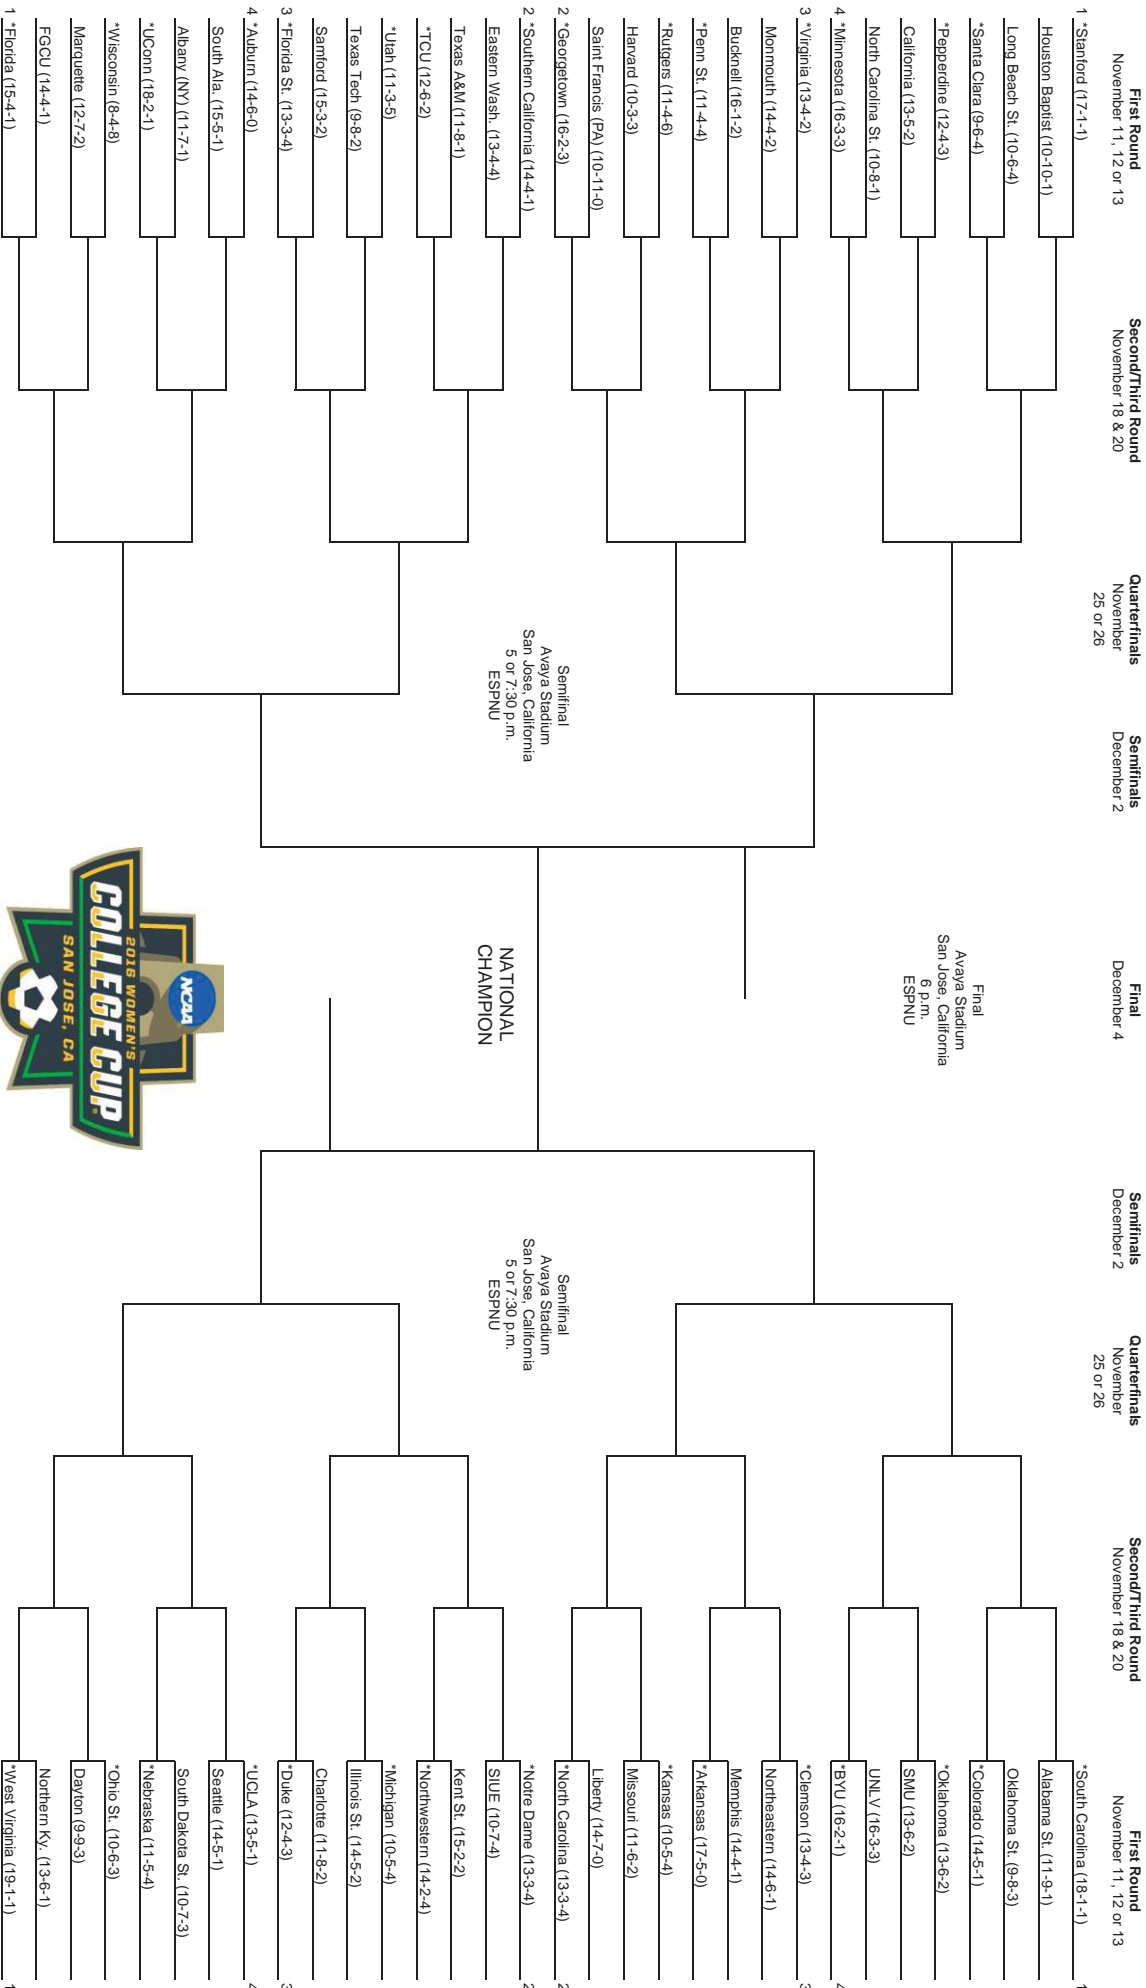 First Round
November 11, 12 or 13
Second/Third Round
November 18 & 20
Quarterfinals
November
25 or 26
Semifinals
December 2
Final
December 4
Semifinals
December 2
Quarterfinals
November
25 or 26
Second/Third Round
November 18 & 20
First Round
November 11, 12 or 13
1 *Stanford (17-1-1)
Houston Baptist (10-10-1)
Long Beach St. (10-6-4)
*Santa Clara (9-6-4)
*Pepperdine (12-4-3)
California (13-5-2)
North Carolina St. (10-8-1)
4 *Minnesota (16-3-3)
3 *Virginia (13-4-2)
Monmouth (14-4-2)
Bucknell (16-1-2)
*Penn St. (11-4-4)
*Rutgers (11-4-6)
Harvard (10-3-3)
Saint Francis (PA) (10-11-0)
2 *Georgetown (16-2-3)
2 *Southern California (14-4-1)
Eastern Wash. (13-4-4)
Texas A&M (11-8-1)
*TCU (12-6-2)
*Utah (11-3-5)
Texas Tech (9-8-2)
Samford (15-3-2)
3 *Florida St. (13-3-4)
4 *Auburn (14-6-0)
South Ala. (15-5-1)
Albany (NY) (11-7-1)
*UConn (18-2-1)
*Wisconsin (8-4-8)
Marquette (12-7-2)
FGCU (14-4-1)
1 *Florida (15-4-1)
Semifinal
Avaya Stadium
San Jose, California
5 or 7:30 p.m.
ESPNU
Final
Avaya Stadium
San Jose, California
6 p.m.
ESPNU
NATIONAL
CHAMPION
NCAA
2016 WOMEN'S
COLLEGE CUP
SAN JOSE, CA
Semifinal
Avaya Stadium
San Jose, California
5 or 7:30 p.m.
ESPNU
*South Carolina (18-1-1) 1
Alabama St. (11-9-1)
Oklahoma St. (9-8-3)
*Colorado (14-5-1)
*Oklahoma (13-6-2)
SMU (13-6-2)
UNLV (16-3-3)
*BYU (16-2-1) 4
*Clemson (13-4-3) 3
Northeastern (14-6-1)
Memphis (14-4-1)
*Arkansas (17-5-0)
*Kansas (10-5-4)
Missouri (11-6-2)
Liberty (14-7-0)
*North Carolina (13-3-4) 2
*Notre Dame (13-3-4) 2
SIUE (10-7-4)
Kent St. (15-2-2)
*Northwestern (14-2-4)
*Michigan (10-5-4)
Illinois St. (14-5-2)
Charlotte (11-8-2)
*Duke (12-4-3) 3
*UCLA (13-5-1) 4
Seattle (14-5-1)
South Dakota St. (10-7-3)
*Nebraska (11-5-4)
*Ohio St. (10-6-3)
Dayton (9-9-3)
Northern Ky. (13-6-1)
*West Virginia (19-1-1) 1